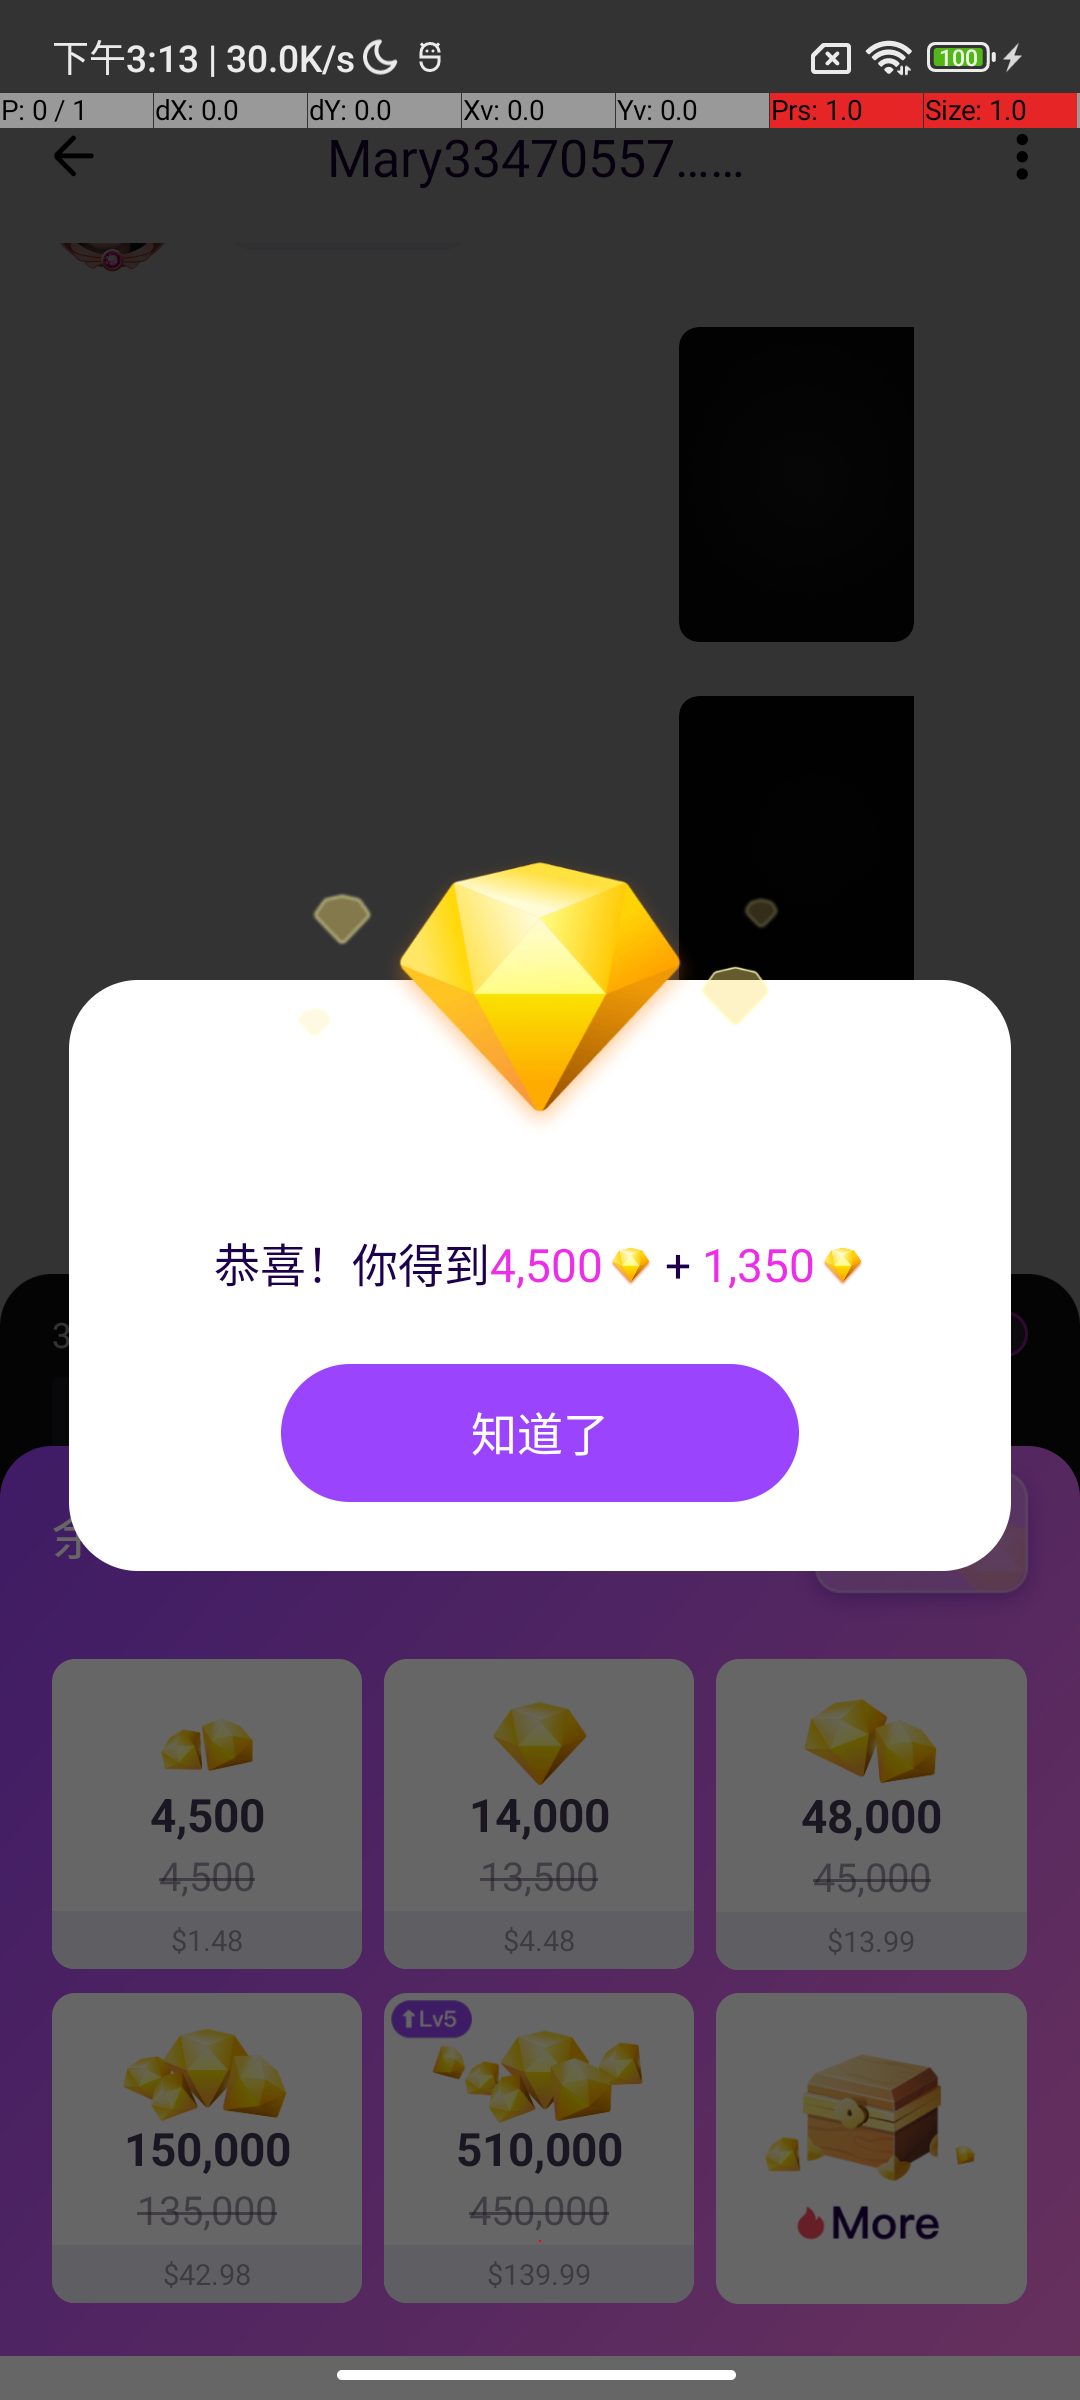 下午3:13 | 30.0K/s 100
P: 0 / 1 dX: 0.0 dY: 0.0 Xv: 0.0 Yv: 0.0 Prs: 1.0 Size: 1.0
Mary33470557……
恭喜！你得到4,500 + 1,350
3
知道了
4,500 14,000 48,000
4,500 13,500 45,000
$1.48 $4.48 $13.99
Lv5
150,000 510,000
135,000 450,000
More
$42.98 $139.99